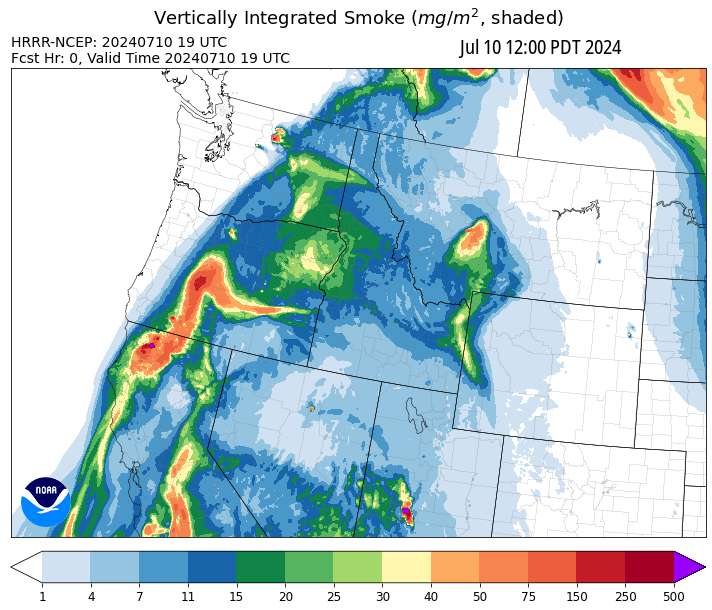 Vertically Integrated Smoke (mg/m², shaded)
HRRR-NCEP: 20240710 19 UTC
Jul 10 12:00 PDT 2024
Fcst Hr: 0, Valid Time 20240710 19 UTC
NOAA
1 4 7 11 15 20 25 30 40 50 75 150 250 500